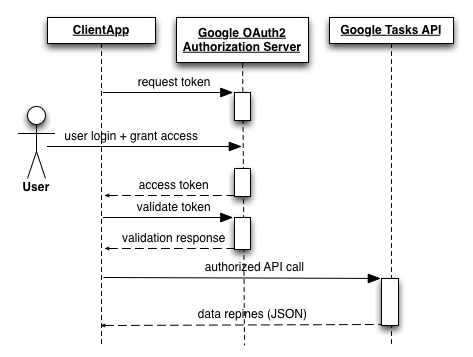 ClientApp
Google OAuth2
Authorization Server
Google Tasks API
request token
user login + grant access
User
access token
validate token
validation response
authorized API call
data repines (JSON)